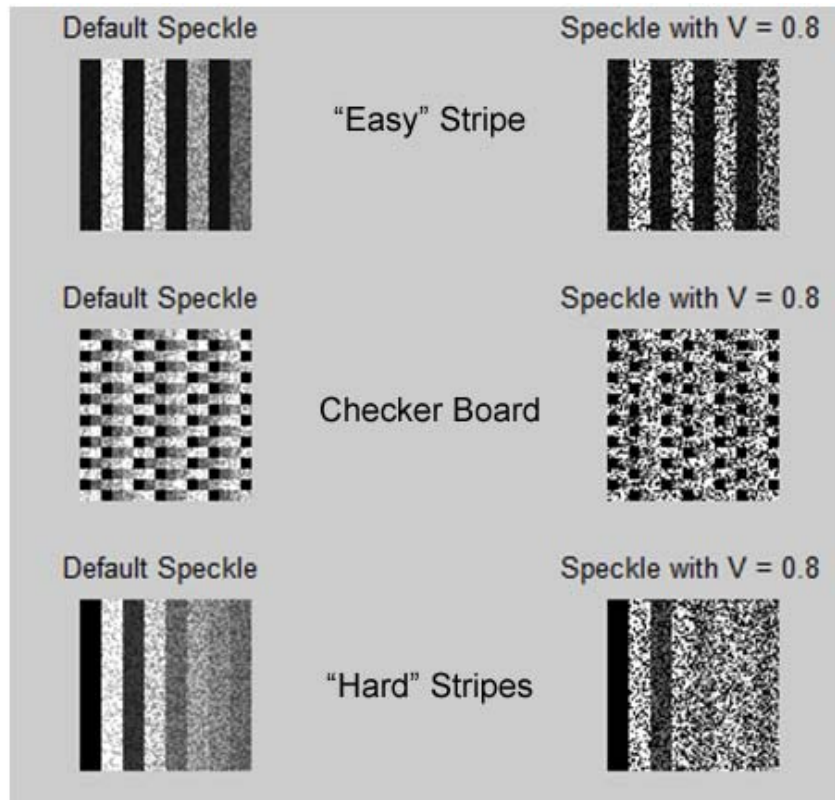 Default Speckle
Speckle with V = 0.8
“Easy” Stripe
Default Speckle
Speckle with V = 0.8
Checker Board
Default Speckle
Speckle with V = 0.8
“Hard” Stripes